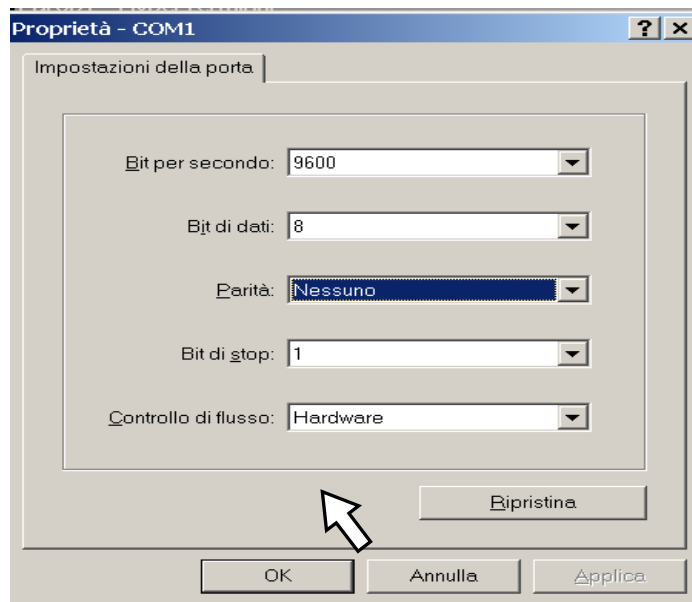 Proprietà - COM1
Impostazioni della porta
Bit per secondo: 9600
Bit di dati: 8
Parità: Nessuno
Bit di stop: 1
Controllo di flusso: Hardware
Ripristina
OK Annulla Applica